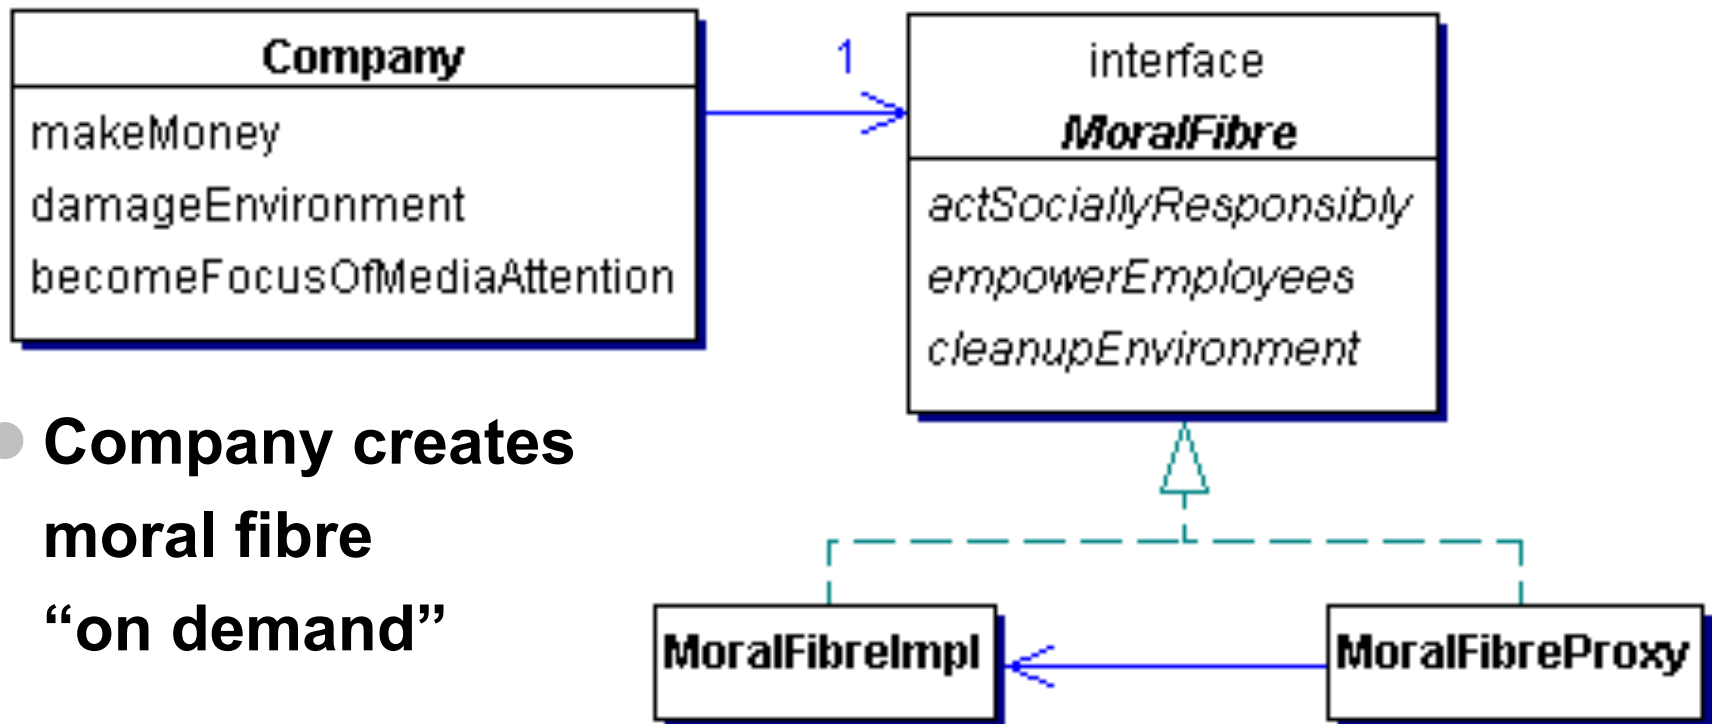 Company
makeMoney
damageEnvironment
becomeFocusOfMediaAttention
1
interface
MoralFibre
actSociallyResponsibly
empowerEmployees
cleanupEnvironment
Company creates
moral fibre
“on demand”
MoralFibreImpl
MoralFibreProxy